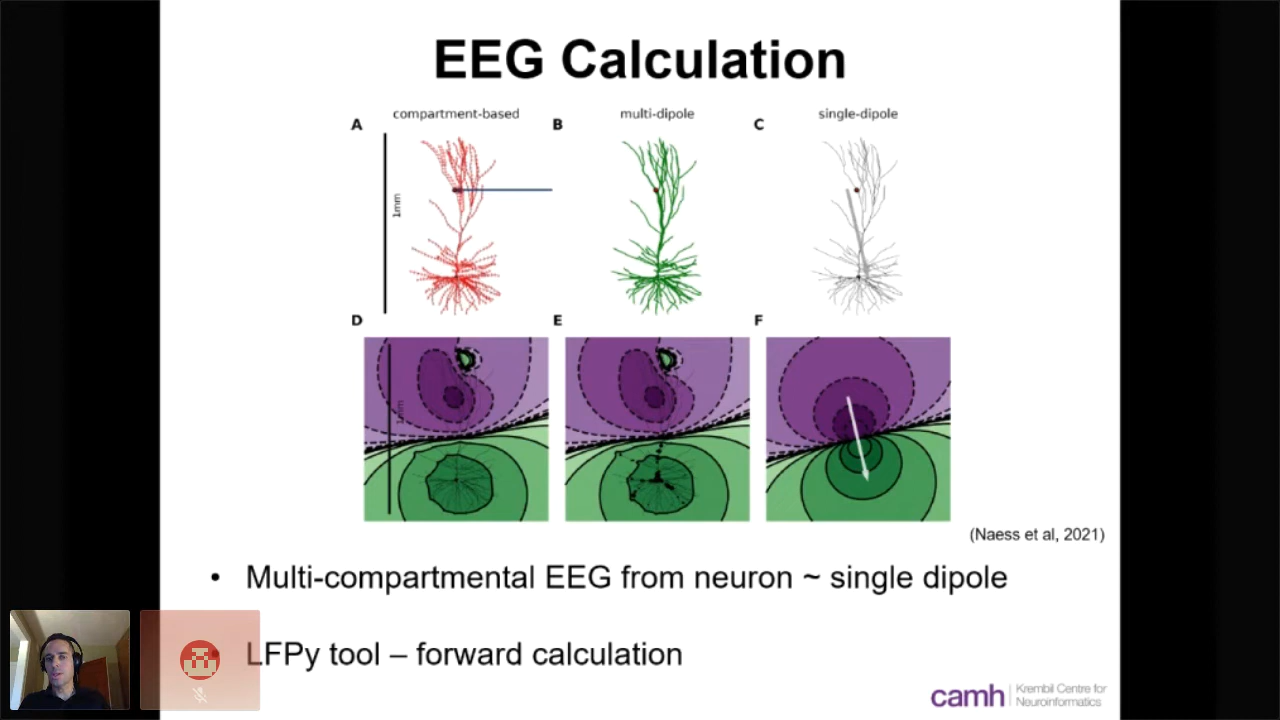 EEG Calculation
compartment-based
multi-dipole
single-dipole
A
B
C
1mm
D
E
F
1mm
(Naess et al, 2021)
• Multi-compartmental EEG from neuron ~ single dipole
• LFPy tool – forward calculation
camh
Krembil Centre for
Neuroinformatics